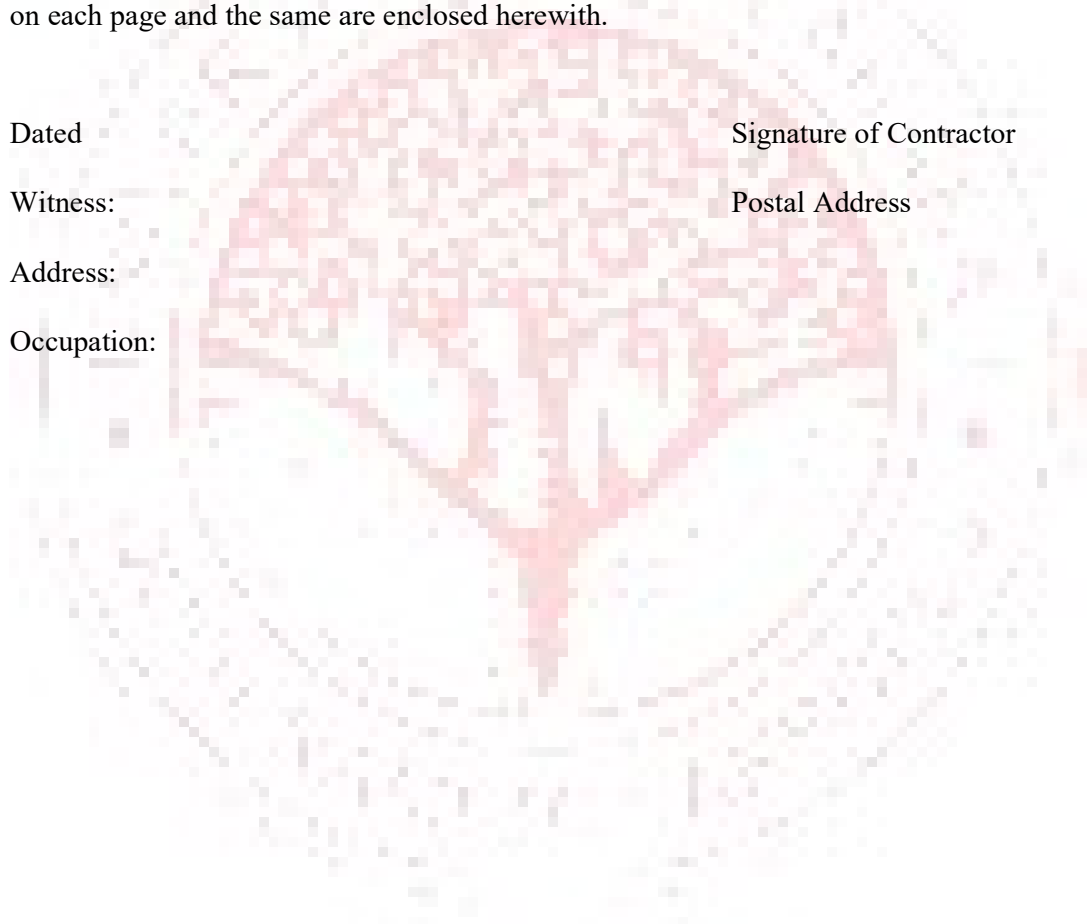 on each page and the same are enclosed herewith.
Dated Signature of Contractor
Witness: Postal Address
Address:
Occupation: